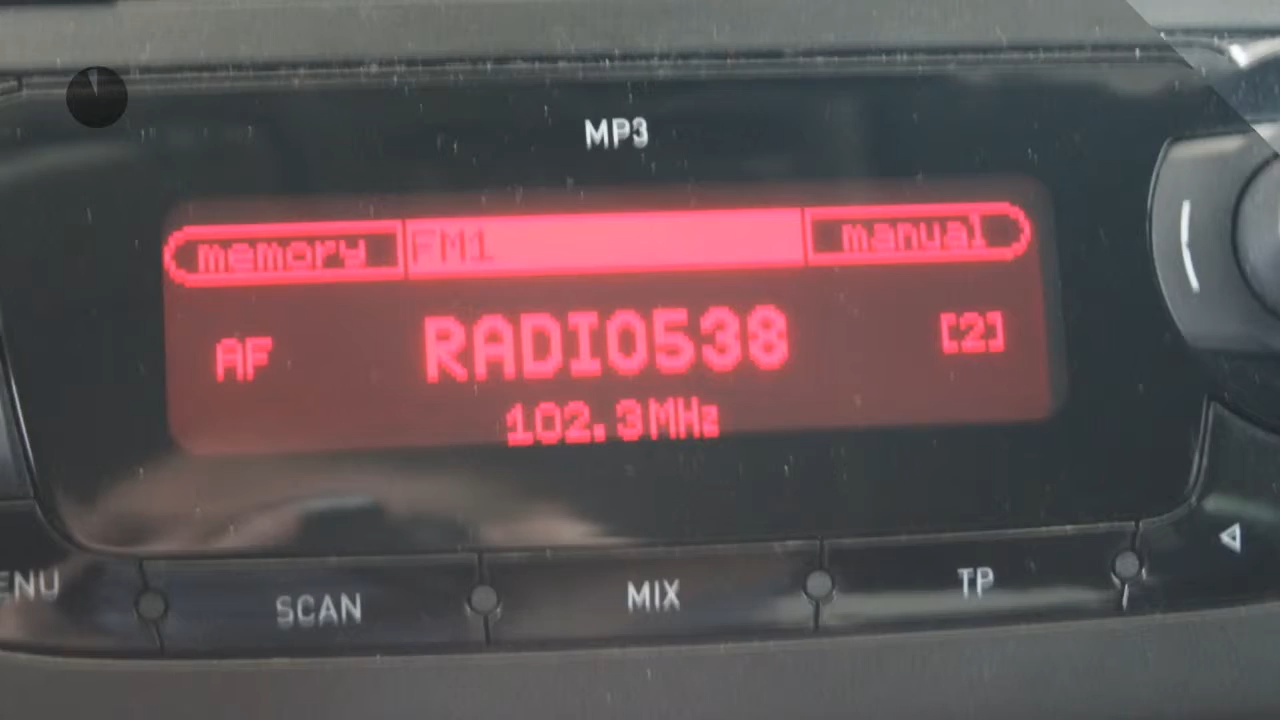 MP3
memory FM1 manual
AF RADIO538 [2]
102.3MHz
ENU SCAN MIX TP